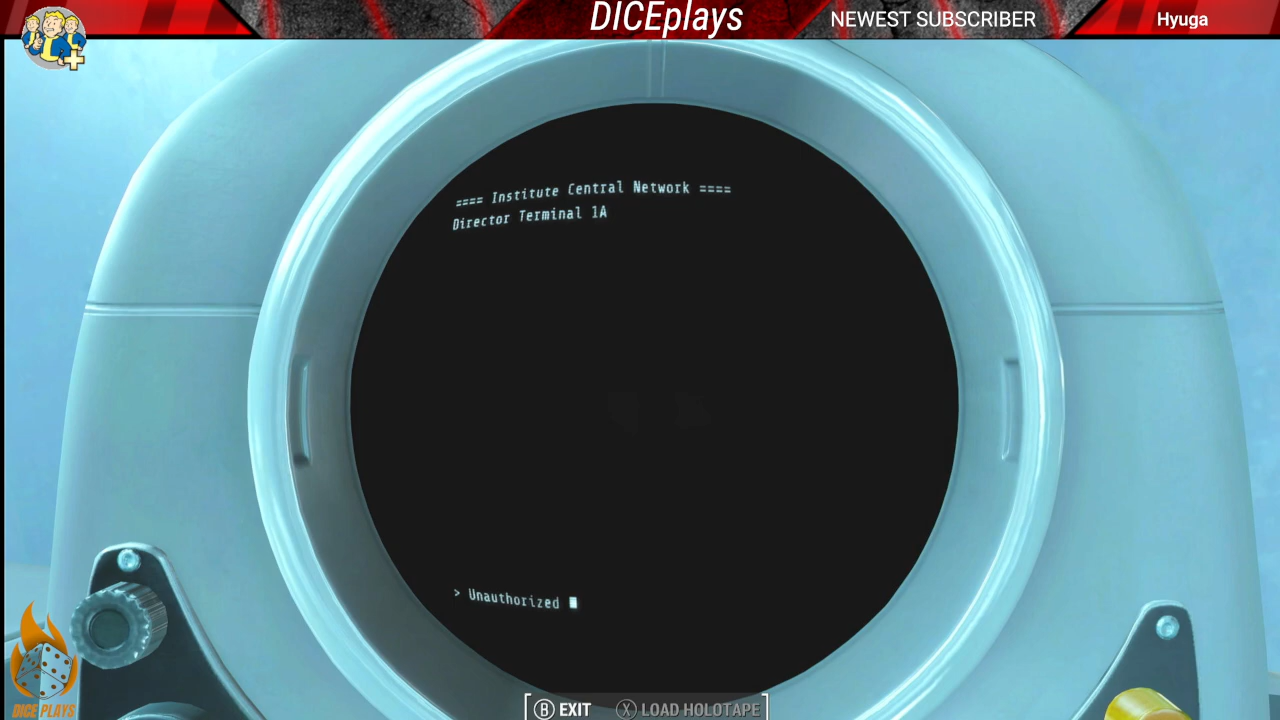 DICEplays
NEWEST SUBSCRIBER
Hyuga
==== Institute Central Network ====
Director Terminal 1A
> Unauthorized
B EXIT
X LOAD HOLOTAPE
DICE PLAYS